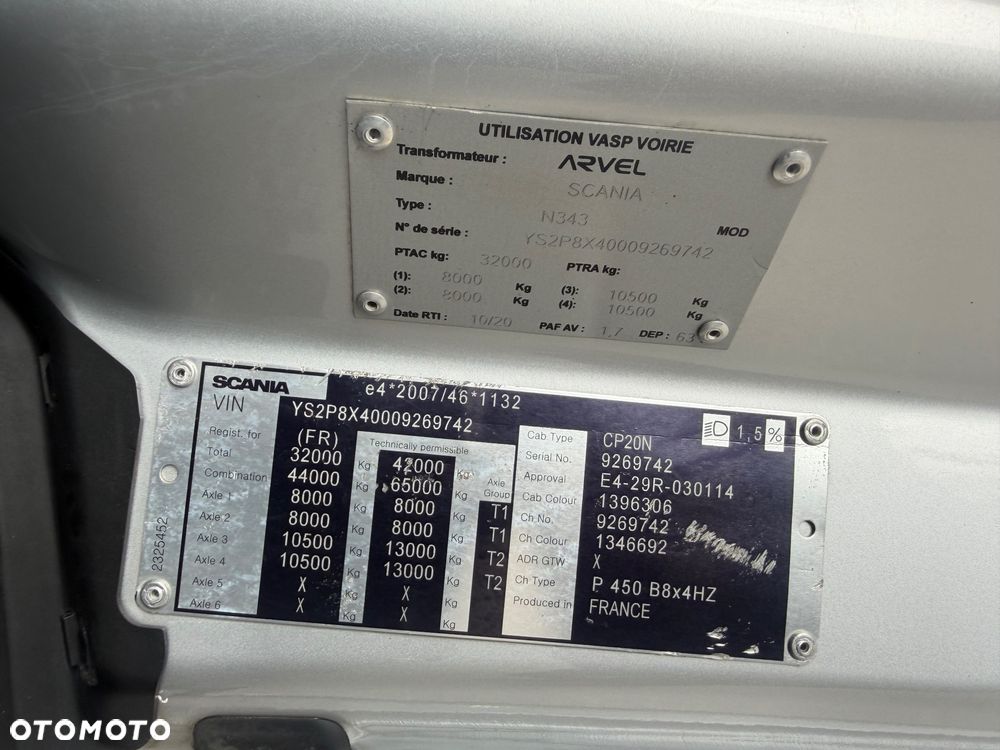 UTILISATION VASP VOIRIE
Transformateur : ARVEL
Marque : SCANIA
Type : N343 MOD
N° de série : YS2P8X40009269742
PTAC kg: 32000 PTRA kg:
(1): 8000 Kg (3): 10500 Kg
(2): 8000 Kg (4): 10500 Kg
Date RTI : 10/20 PAF AV : 1.7 DEP : 63
SCANIA e4*2007/46*1132
VIN YS2P8X40009269742
1,5%
Regist. for (FR) Technically permissible
Total 32000 Kg 42000 Kg
Combination 44000 Kg 65000 Kg Axle Group
Axle 1 8000 Kg 8000 Kg T1
Axle 2 8000 Kg 8000 Kg T1
Axle 3 10500 Kg 13000 Kg T2
Axle 4 10500 Kg 13000 Kg T2
Axle 5 X Kg X Kg
Axle 6 X Kg X Kg
Cab Type CP20N
Serial No. 9269742
Approval E4-29R-030114
Cab Colour 1396306
Ch No. 9269742
Ch Colour 1346692
ADR GTW X
Ch Type P 450 B8x4HZ
Produced in FRANCE
2325452
OTOMOTO